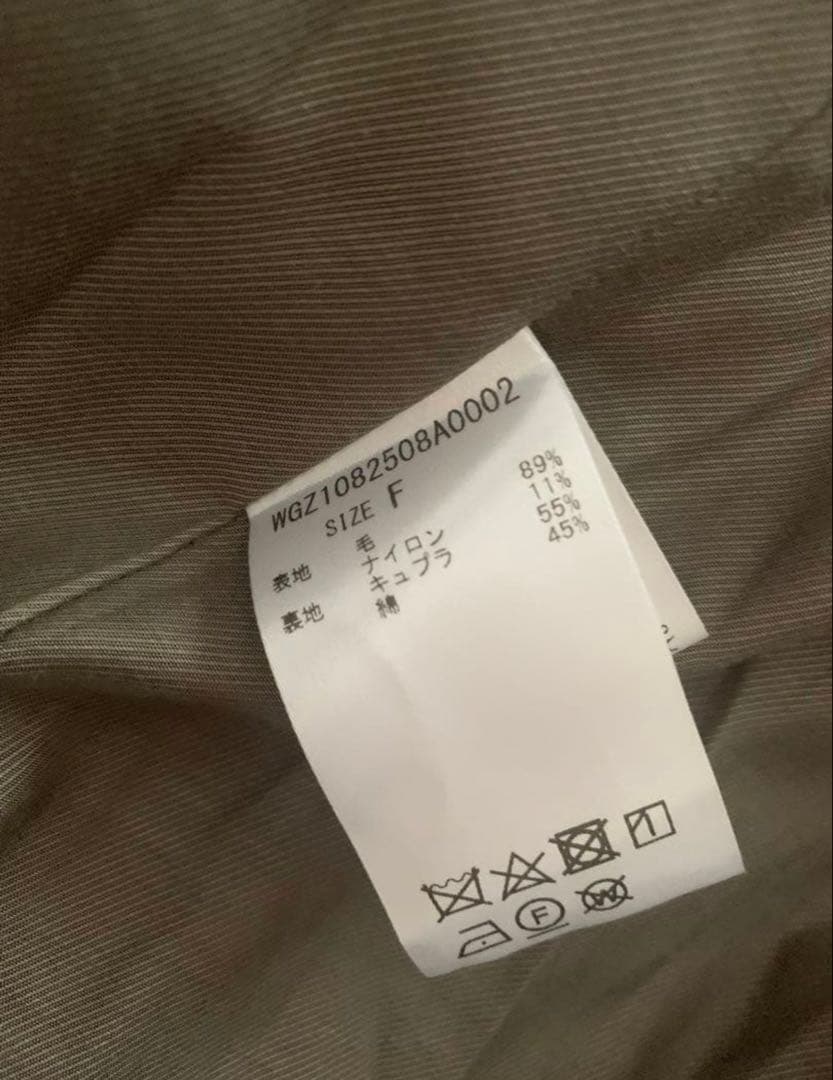 WGZ1082508A0002
SIZE F
表地 毛 89%
ナイロン 11%
裏地 キュプラ 55%
綿 45%
F
W